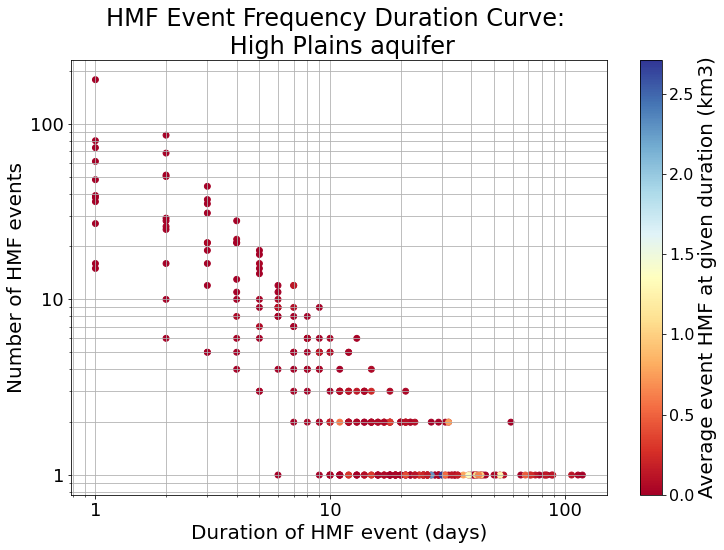 HMF Event Frequency Duration Curve:
High Plains aquifer
Number of HMF events
100
10
1
1
10
100
Duration of HMF event (days)
2.5
2.0
1.5
1.0
0.5
0.0
Average event HMF at given duration (km3)